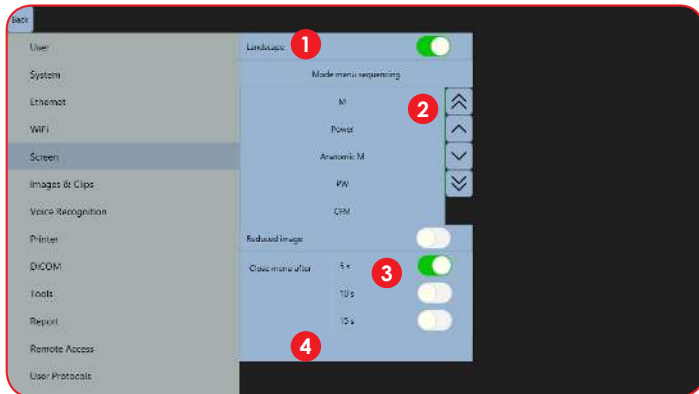 Back
User
System
Ethernet
WiFi
Screen
Images & Clips
Voice Recognition
Printer
DICOM
Tools
Report
Remote Access
User Protocols
Landscape 1
Mode menu sequencing
M 2
Power
Anatomic M
PW
CFM
Reduced image
Close menu after 5 s 3
10 s
15 s
4